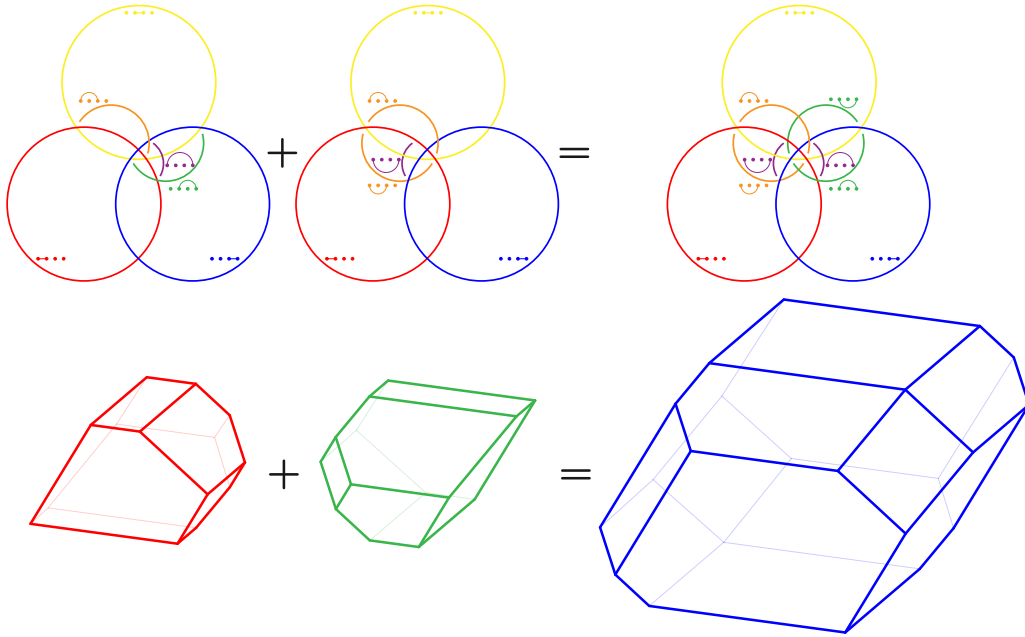 + =
+ =